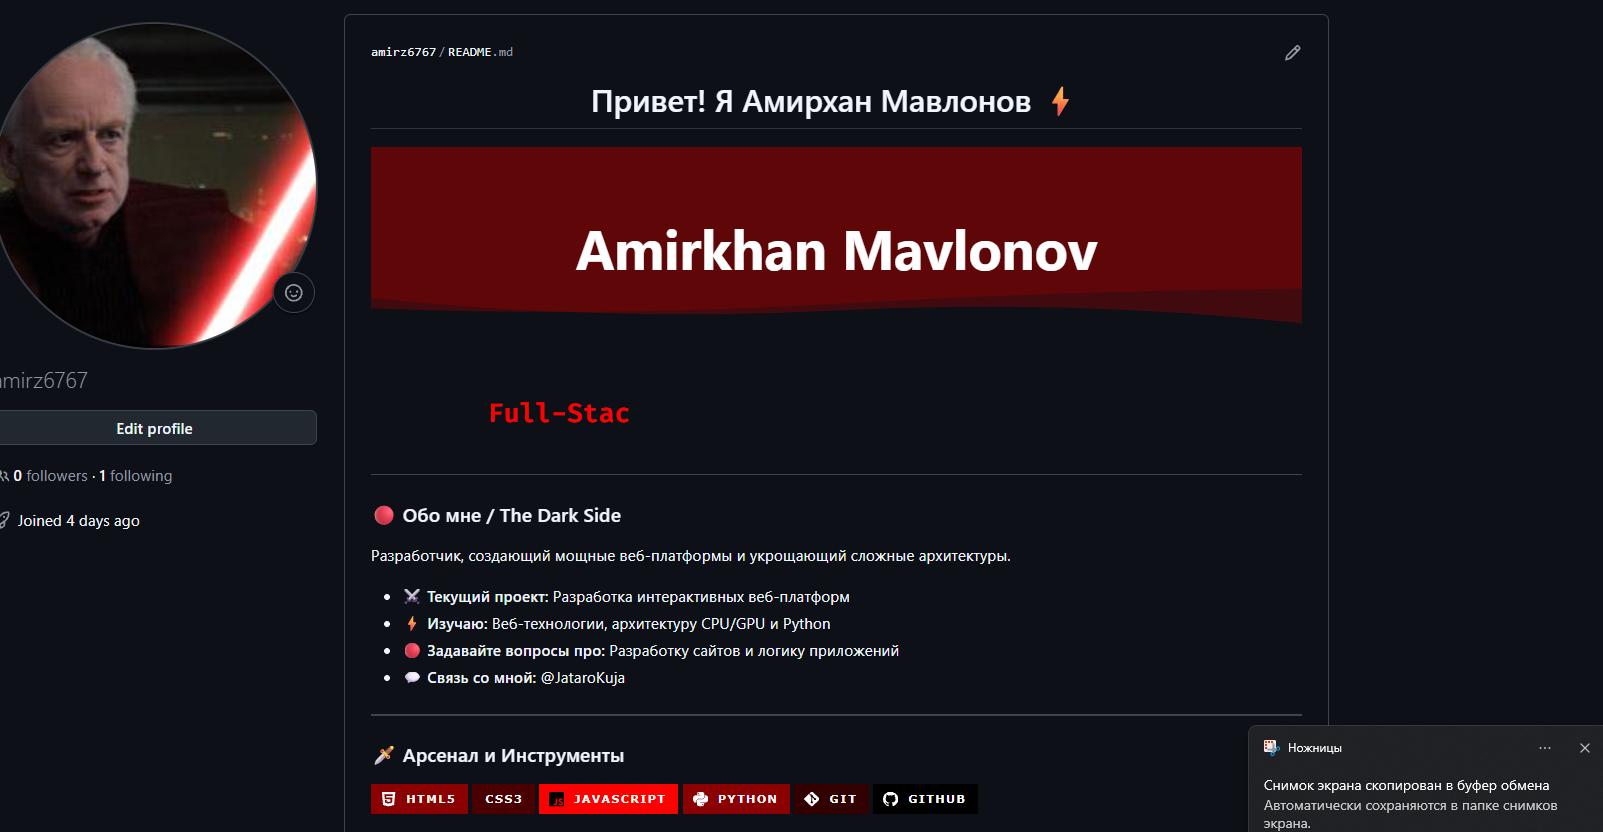 amirz6767/README.md
Привет! Я Амирхан Мавлонов
Amirkhan Mavlonov
mirz6767
Edit profile
0 followers · 1 following
Joined 4 days ago
Full-Stac
Обо мне / The Dark Side
Разработчик, создающий мощные веб-платформы и укрощающий сложные архитектуры.
Текущий проект: Разработка интерактивных веб-платформ
Изучаю: Веб-технологии, архитектуру CPU/GPU и Python
Задавайте вопросы про: Разработку сайтов и логику приложений
Связь со мной: @JataroKuja
Арсенал и Инструменты
HTML5 CSS3 JS JAVASCRIPT PYTHON GIT GITHUB
Ножницы
Снимок экрана скопирован в буфер обмена
Автоматически сохраняются в папке снимков
экрана.